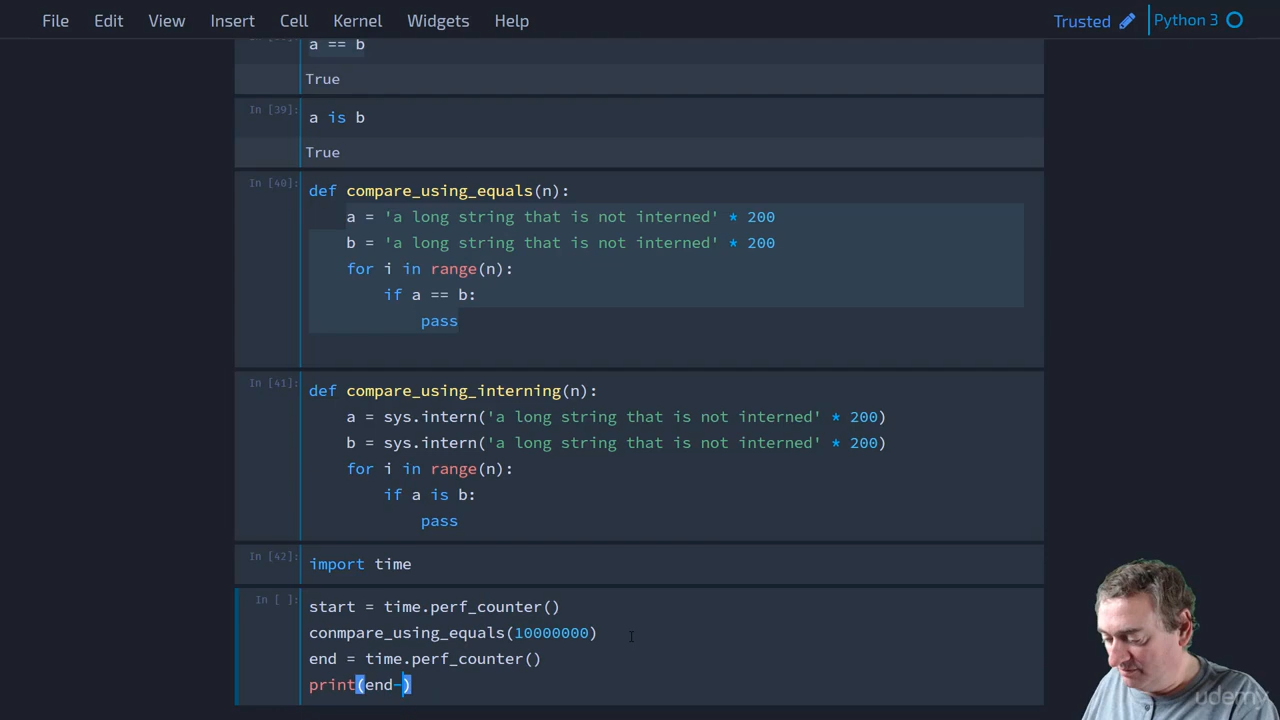 File Edit View Insert Cell Kernel Widgets Help Trusted Python 3
a == b
True
In [39]: a is b
True
In [40]: def compare_using_equals(n):
a = 'a long string that is not interned' * 200
b = 'a long string that is not interned' * 200
for i in range(n):
if a == b:
pass
In [41]: def compare_using_interning(n):
a = sys.intern('a long string that is not interned' * 200)
b = sys.intern('a long string that is not interned' * 200)
for i in range(n):
if a is b:
pass
In [42]: import time
In [ ]: start = time.perf_counter()
conmpare_using_equals(10000000)
end = time.perf_counter()
print(end-)
udemy